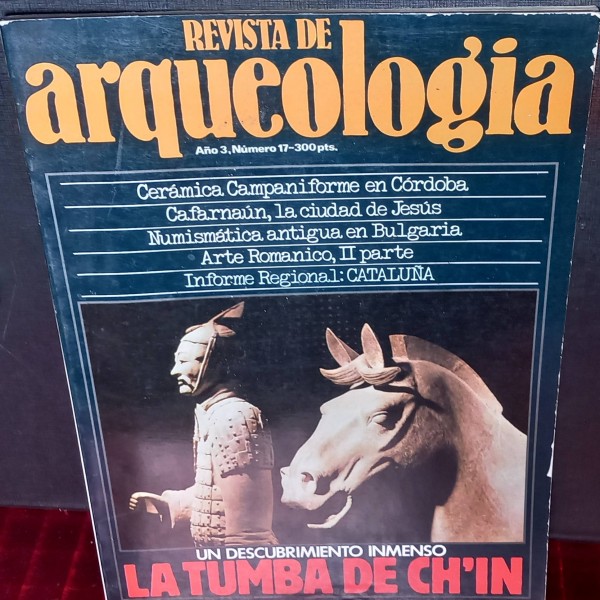 REVISTA DE
arqueologia
Año 3, Número 17-300 pts.
Cerámica Campaniforme en Córdoba
Cafarnaún, la ciudad de Jesús
Numismática antigua en Bulgaria
Arte Romanico, II parte
Informe Regional: CATALUÑA
UN DESCUBRIMIENTO INMENSO
LA TUMBA DE CH'IN